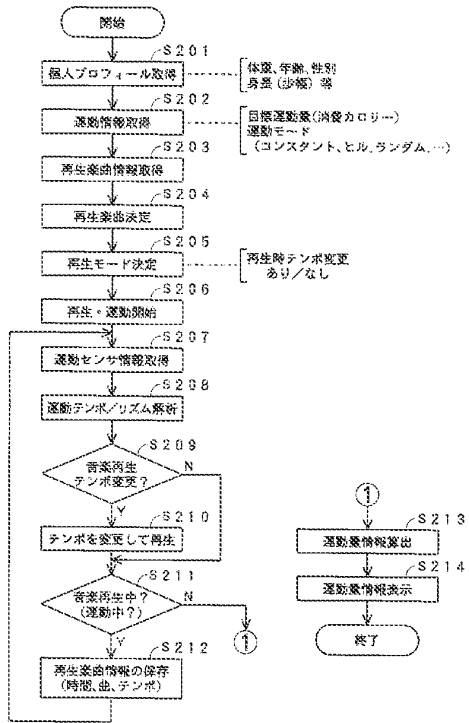 開始
S201
個人プロフィール取得
体重、年齢、性別
身長(歩幅)等
S202
運動情報取得
目標運動量(消費カロリー)
運動モード
(コンスタント、ヒル、ランダム、…)
S203
再生楽曲情報取得
S204
再生楽曲決定
S205
再生モード決定
再生時テンポ変更
あり/なし
S206
再生・運動開始
S207
運動センサ情報取得
S208
運動テンポ/リズム解析
S209
音楽再生
テンポ変更?
N
Y
S210
テンポを変更して再生
S211
音楽再生中?
(運動中?)
N
Y
1
S212
再生楽曲情報の保存
(時間、曲、テンポ)
1
S213
運動量情報算出
S214
運動量情報表示
終了